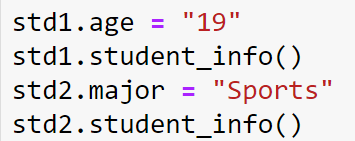 std1.age = "19"
std1.student_info()
std2.major = "Sports"
std2.student_info()